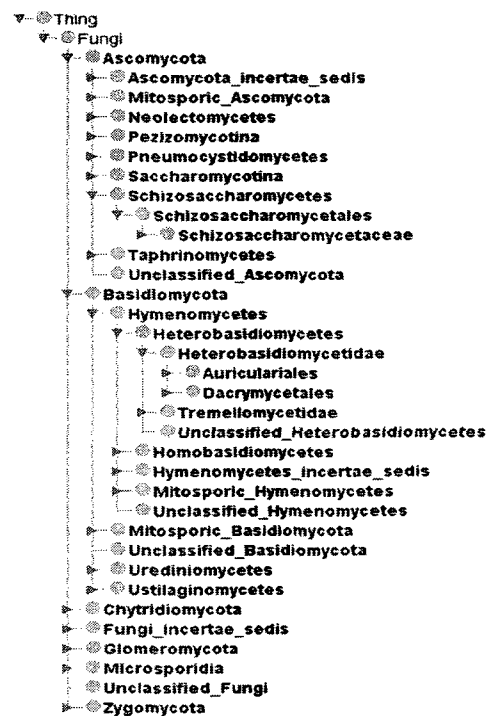 Thing
Fungi
Ascomycota
Ascomycota_incertae_sedis
Mitosporic_Ascomycota
Neolectomycetes
Pezizomycotina
Pneumocystidomycetes
Saccharomycotina
Schizosaccharomycetes
Schizosaccharomycetales
Schizosaccharomycetaceae
Taphrinomycetes
Unclassified_Ascomycota
Basidiomycota
Hymenomycetes
Heterobasidiomycetes
Heterobasidiomycetidae
Auriculariales
Dacrymycetales
Tremellomycetidae
Unclassified_Heterobasidiomycetes
Homobasidiomycetes
Hymenomycetes_incertae_sedis
Mitosporic_Hymenomycetes
Unclassified_Hymenomycetes
Mitosporic_Basidiomycota
Unclassified_Basidiomycota
Urediniomycetes
Ustilaginomycetes
Chytridiomycota
Fungi_incertae_sedis
Glomeromycota
Microsporidia
Unclassified_Fungi
Zygomycota